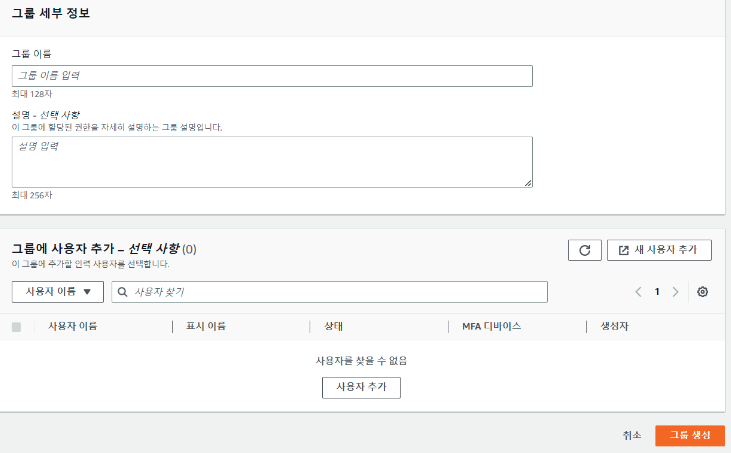 그룹 세부 정보
그룹 이름
그룹 이름 입력
최대 128자
설명 – 선택 사항
이 그룹에 할당된 권한을 자세히 설명하는 그룹 설명입니다.
설명 입력
최대 256자
그룹에 사용자 추가 – 선택 사항 (0)
새 사용자 추가
이 그룹에 추가할 인력 사용자를 선택합니다.
사용자 이름
사용자 찾기
1
사용자 이름 표시 이름 상태 MFA 디바이스 생성자
사용자를 찾을 수 없음
사용자 추가
취소 그룹 생성